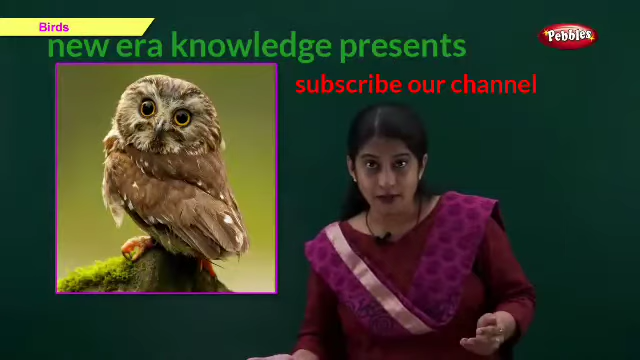 Birds
new era knowledge presents
Pebbles
subscribe our channel